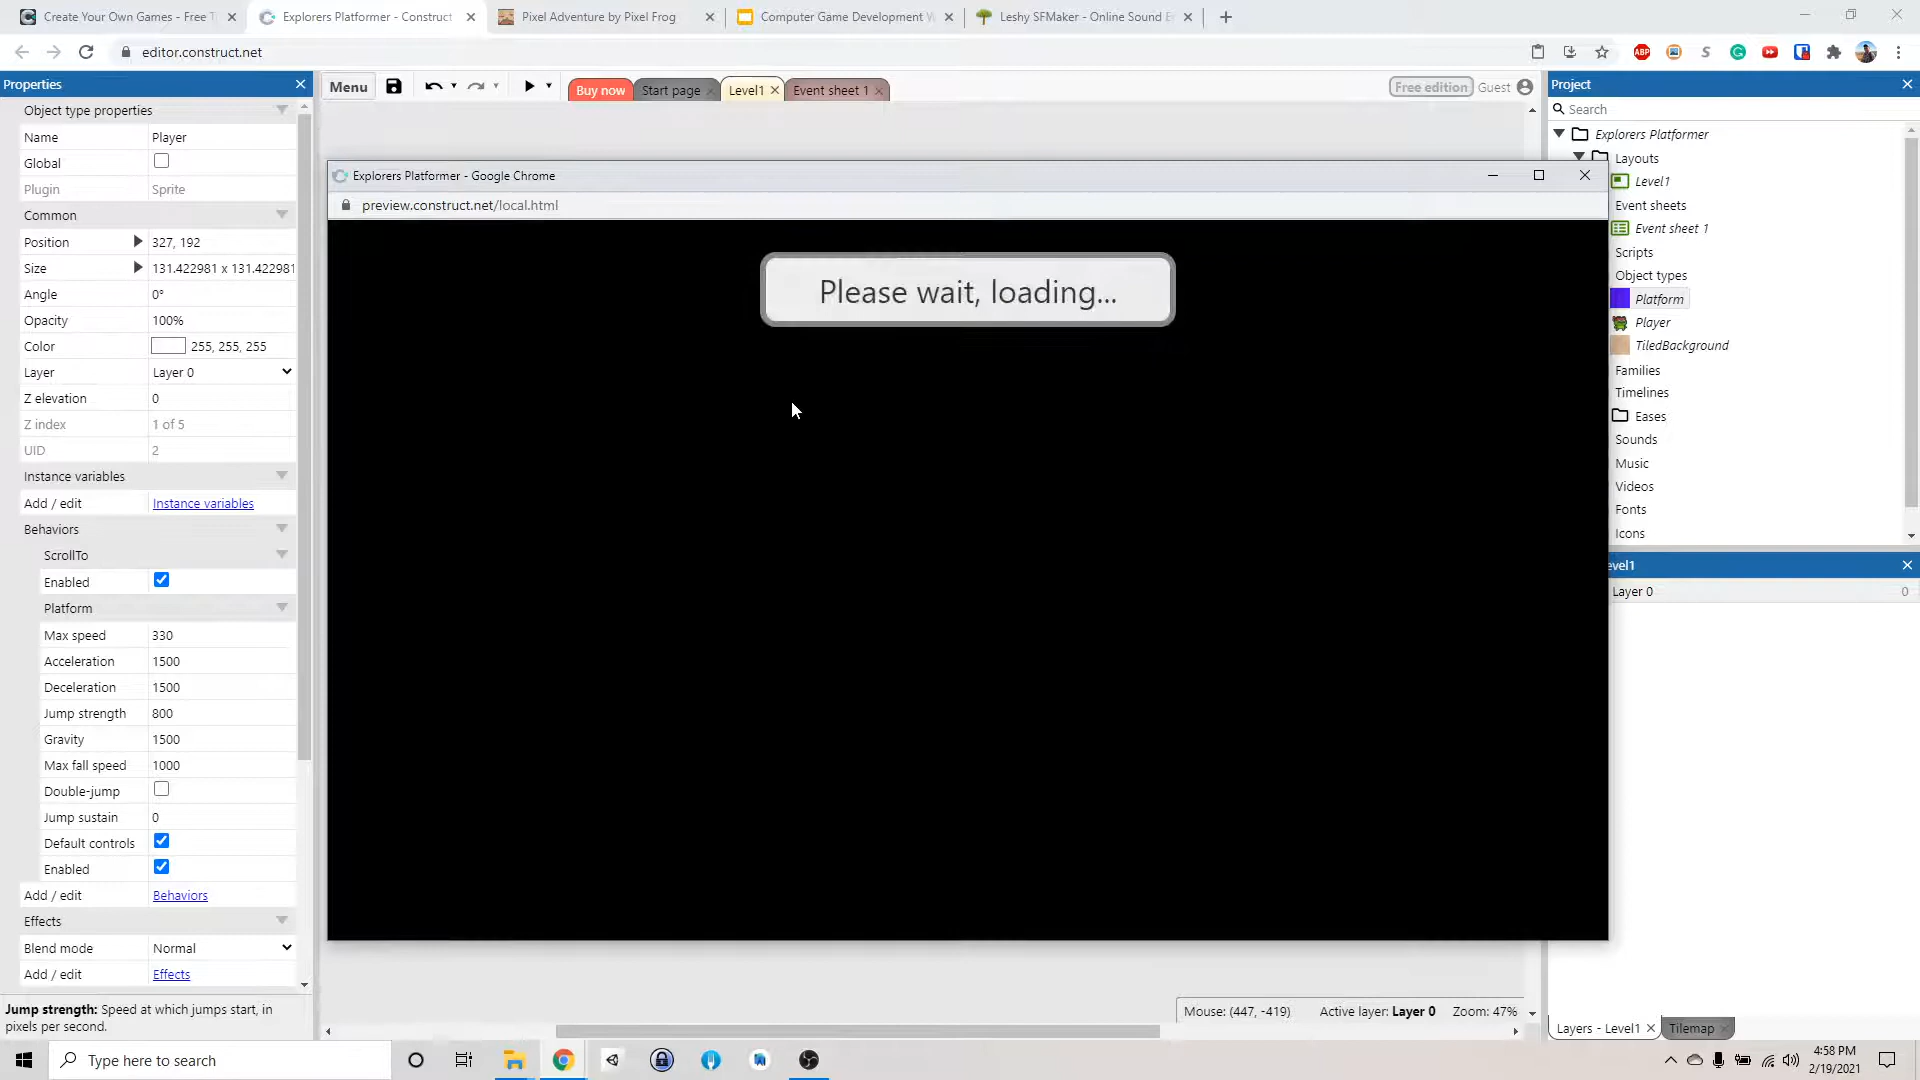 Create Your Own Games - Free T
Explorers Platformer - Construct
Pixel Adventure by Pixel Frog
Computer Game Development W
Leshy SFMaker - Online Sound E
editor.construct.net
Properties
Menu
Buy now
Start page
Level1
Event sheet 1
Free edition
Guest
Project
Object type properties
Name Player
Global
Plugin Sprite
Common
Position 327, 192
Size 131.422981 x 131.422981
Angle 0°
Opacity 100%
Color 255, 255, 255
Layer Layer 0
Z elevation 0
Z index 1 of 5
UID 2
Instance variables
Add / edit Instance variables
Behaviors
ScrollTo
Enabled
Platform
Max speed 330
Acceleration 1500
Deceleration 1500
Jump strength 800
Gravity 1500
Max fall speed 1000
Double-jump
Jump sustain 0
Default controls
Enabled
Add / edit Behaviors
Effects
Blend mode Normal
Add / edit Effects
Jump strength: Speed at which jumps start, in
pixels per second.
Explorers Platformer - Google Chrome
preview.construct.net/local.html
Please wait, loading...
Mouse: (447, -419) Active layer: Layer 0 Zoom: 47%
Search
Explorers Platformer
Layouts
Level1
Event sheets
Event sheet 1
Scripts
Object types
Platform
Player
TiledBackground
Families
Timelines
Eases
Sounds
Music
Videos
Fonts
Icons
evel1
Layer 0 0
Layers - Level1
Tilemap
Type here to search
4:58 PM
2/19/2021